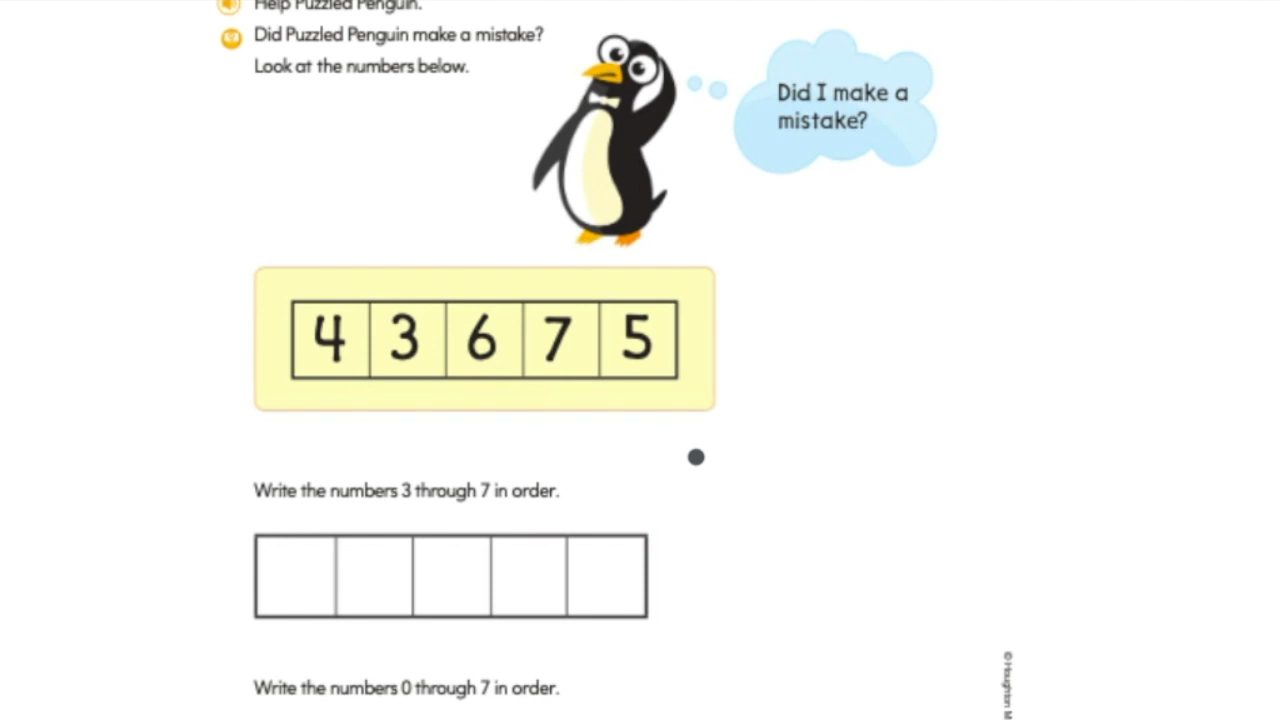 Help Puzzled Penguin.
Did Puzzled Penguin make a mistake?
Look at the numbers below.
Did I make a
mistake?
4 3 6 7 5
Write the numbers 3 through 7 in order.
Write the numbers 0 through 7 in order.
© Houghton M